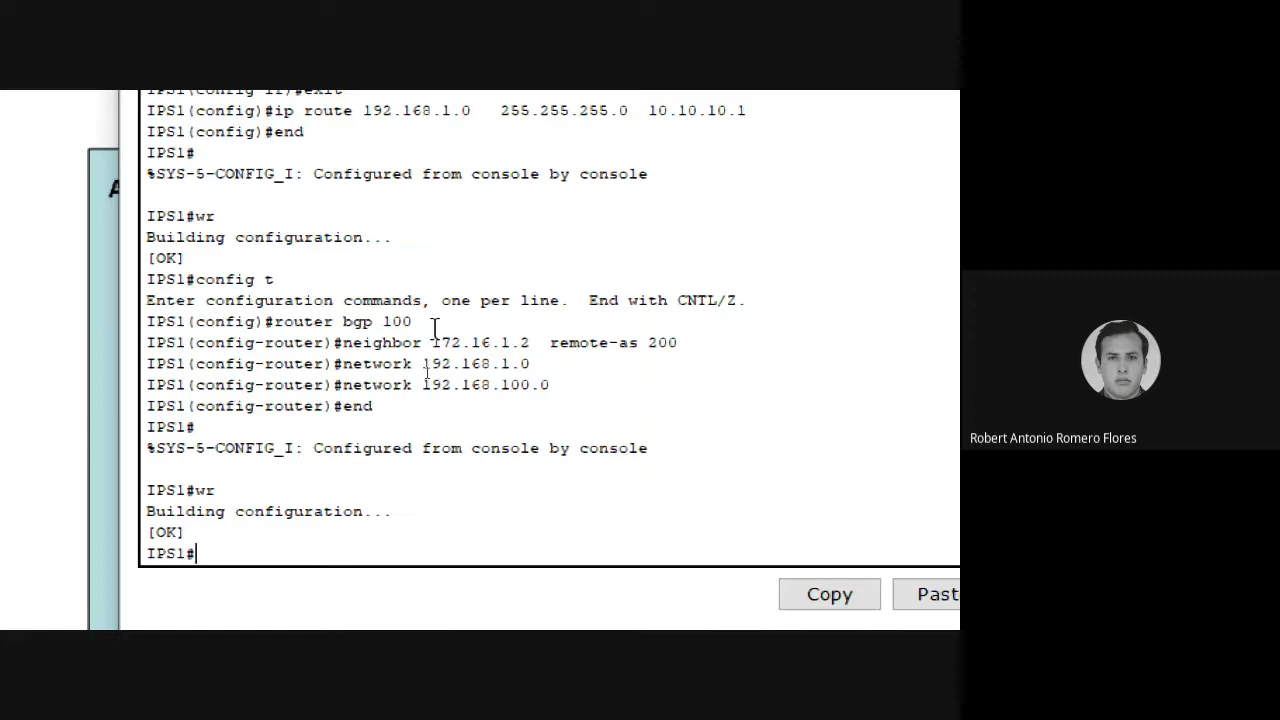 IPS1(config-if)#exit
IPS1(config)#ip route 192.168.1.0   255.255.255.0  10.10.10.1
IPS1(config)#end
IPS1#
%SYS-5-CONFIG_I: Configured from console by console
IPS1#wr
Building configuration...
[OK]
IPS1#config t
Enter configuration commands, one per line.  End with CNTL/Z.
IPS1(config)#router bgp 100
IPS1(config-router)#neighbor 172.16.1.2  remote-as 200
IPS1(config-router)#network 192.168.1.0
IPS1(config-router)#network 192.168.100.0
IPS1(config-router)#end
IPS1#
%SYS-5-CONFIG_I: Configured from console by console
IPS1#wr
Building configuration...
[OK]
IPS1#
Copy
Past
A
Robert Antonio Romero Flores